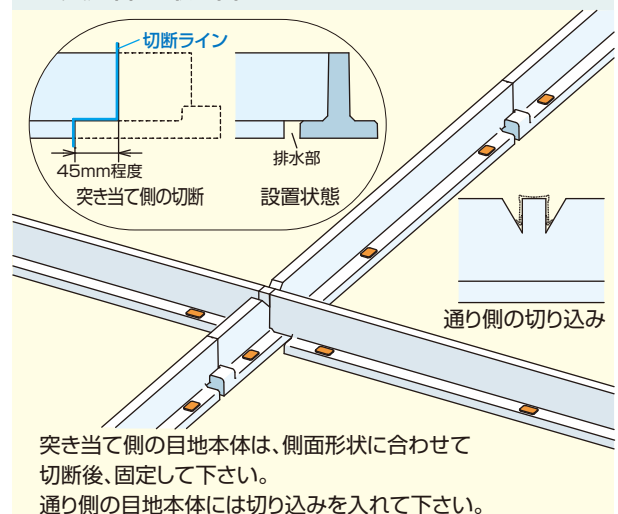 切断ライン
45mm程度
突き当て側の切断
排水部
設置状態
通り側の切り込み
突き当て側の目地本体は、側面形状に合わせて
切断後、固定して下さい。
通り側の目地本体には切り込みを入れて下さい。